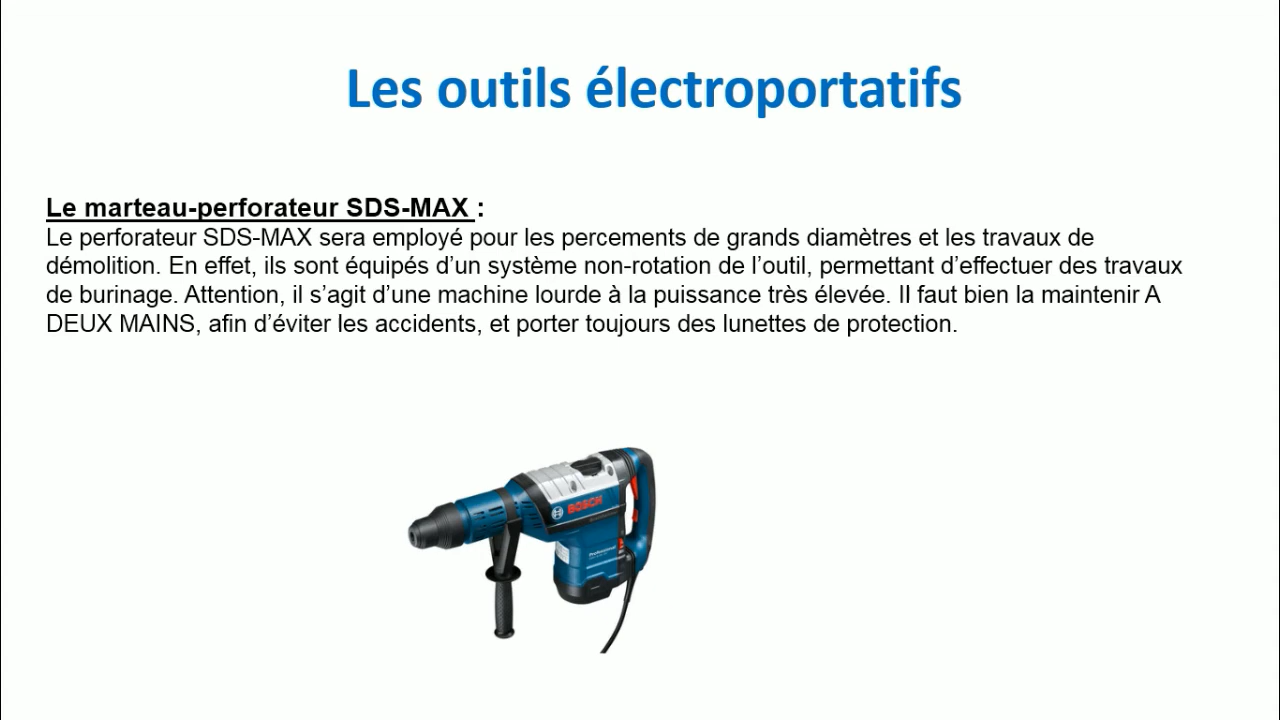 Les outils électroportatifs
Le marteau-perforateur SDS-MAX :
Le perforateur SDS-MAX sera employé pour les percements de grands diamètres et les travaux de
démolition. En effet, ils sont équipés d’un système non-rotation de l’outil, permettant d’effectuer des travaux
de burinage. Attention, il s’agit d’une machine lourde à la puissance très élevée. Il faut bien la maintenir A
DEUX MAINS, afin d’éviter les accidents, et porter toujours des lunettes de protection.
BOSCH
Professional